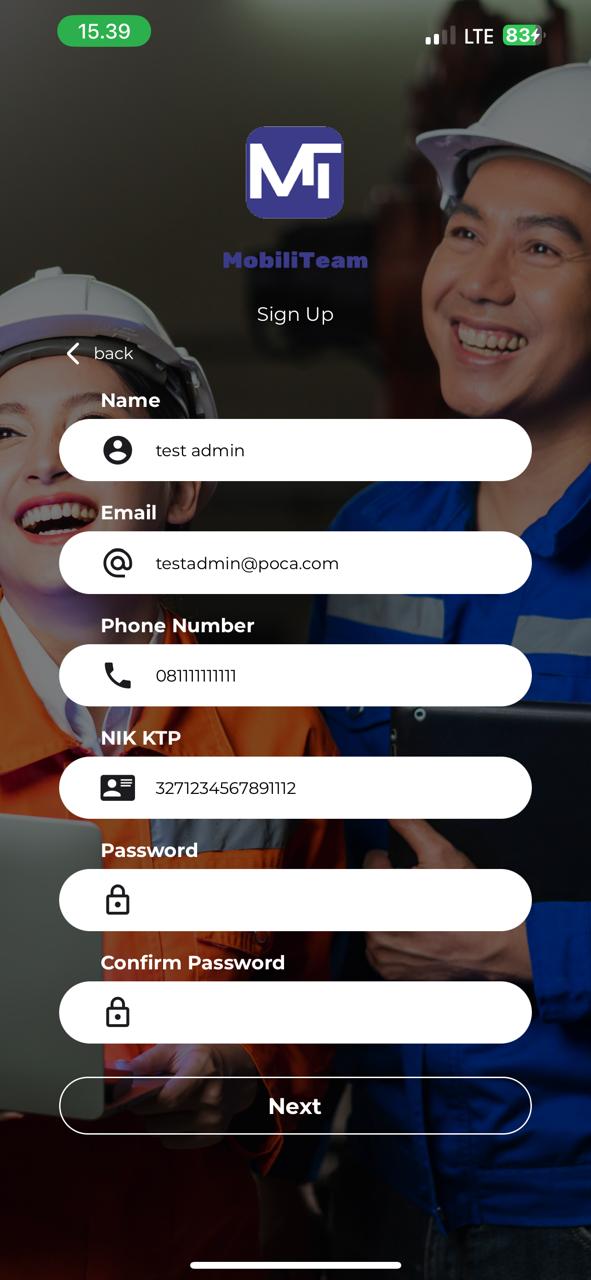 15.39
LTE 83
MT
MobiliTeam
Sign Up
back
Name
test admin
Email
testadmin@poca.com
Phone Number
081111111111
NIK KTP
3271234567891112
Password
Confirm Password
Next